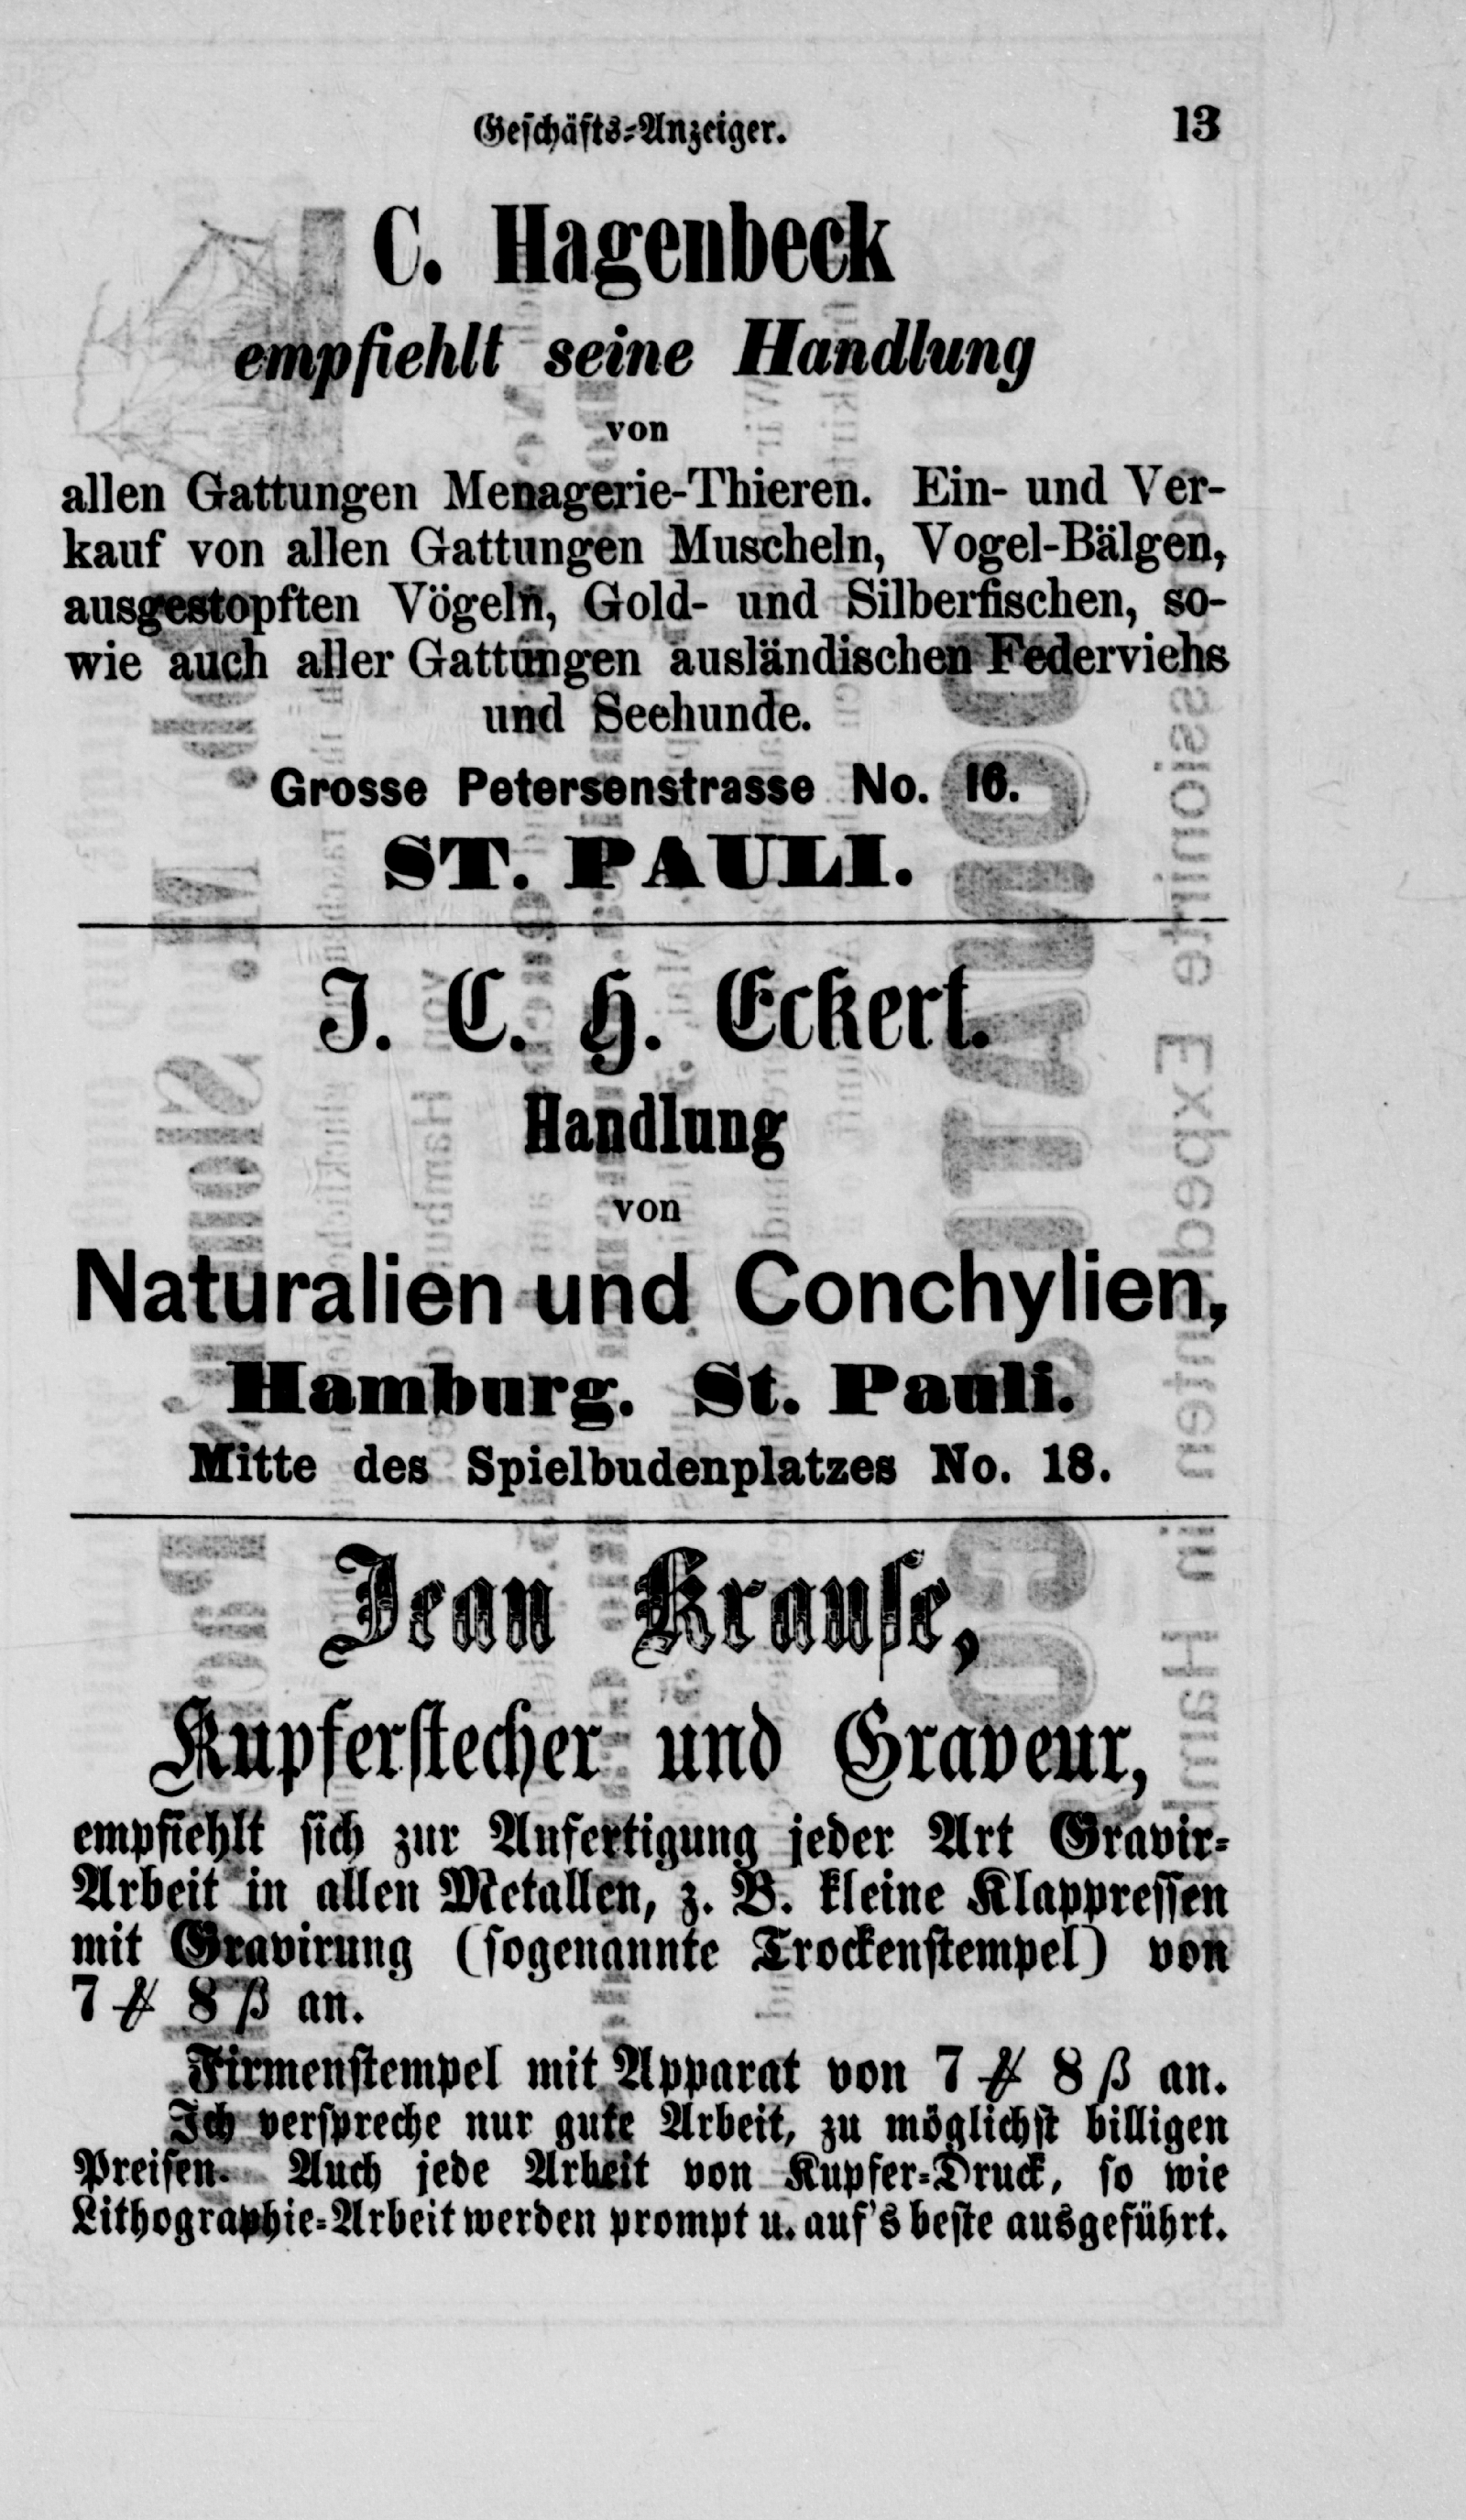 Geschäfts-Anzeiger. 13
C. Hagenbeck
empfiehlt seine Handlung
von
allen Gattungen Menagerie-Thieren. Ein- und Ver-
kauf von allen Gattungen Muscheln, Vogel-Bälgen,
ausgestopften Vögeln, Gold- und Silberfischen, so-
wie auch aller Gattungen ausländischen Federviehs
und Seehunde.
Grosse Petersenstrasse No. 16.
ST. PAULI.
J. C. H. Eckert.
Handlung
von
Naturalien und Conchylien,
Hamburg. St. Pauli.
Mitte des Spielbudenplatzes No. 18.
Jean Krause,
Kupferstecher und Graveur,
empfiehlt sich zur Anfertigung jeder Art Gravir-
Arbeit in allen Metallen, z. B. kleine Klappressen
mit Gravirung (sogenannte Trockenstempel) von
7 ₰ 8 ß an.
Firmenstempel mit Apparat von 7 ₰ 8 ß an.
Ich verspreche nur gute Arbeit, zu möglichst billigen
Preisen. Auch jede Arbeit von Kupfer-Druck, so wie
Lithographie-Arbeit werden prompt u. auf's beste ausgeführt.